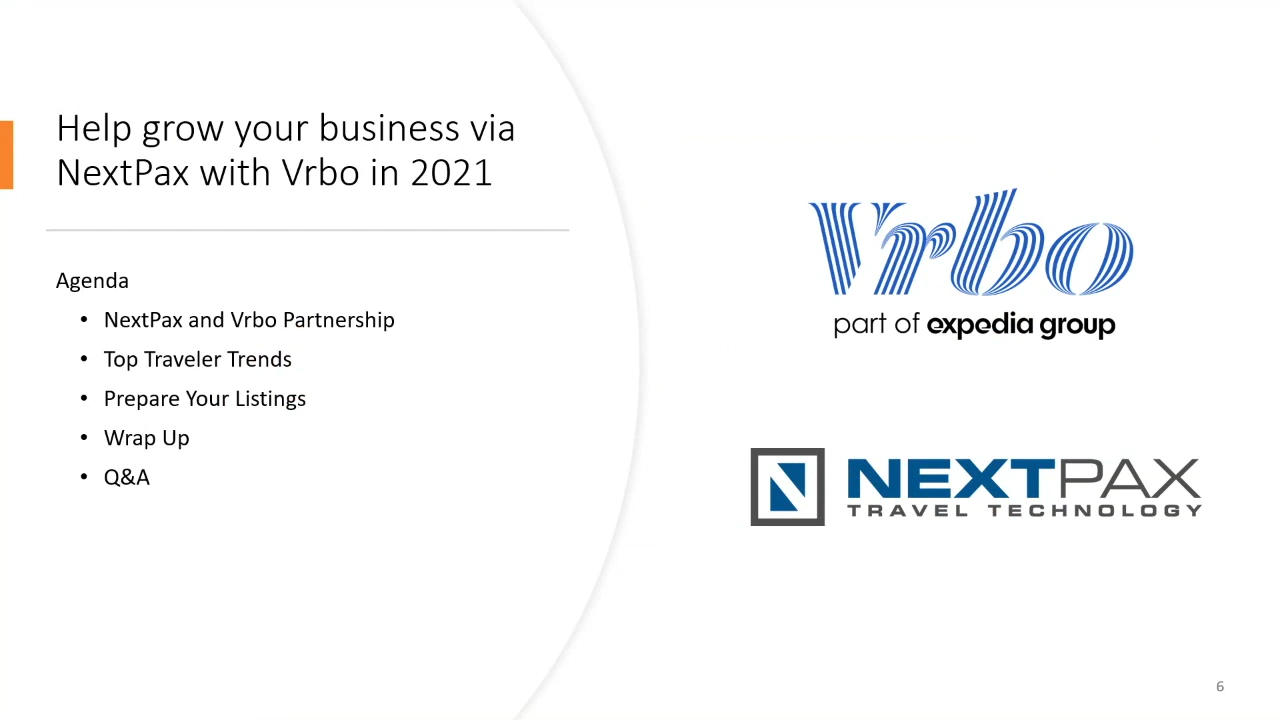 Help grow your business via
NextPax with Vrbo in 2021
Agenda
• NextPax and Vrbo Partnership
• Top Traveler Trends
• Prepare Your Listings
• Wrap Up
• Q&A
Vrbo
part of expedia group
N NEXTPAX
TRAVEL TECHNOLOGY
6